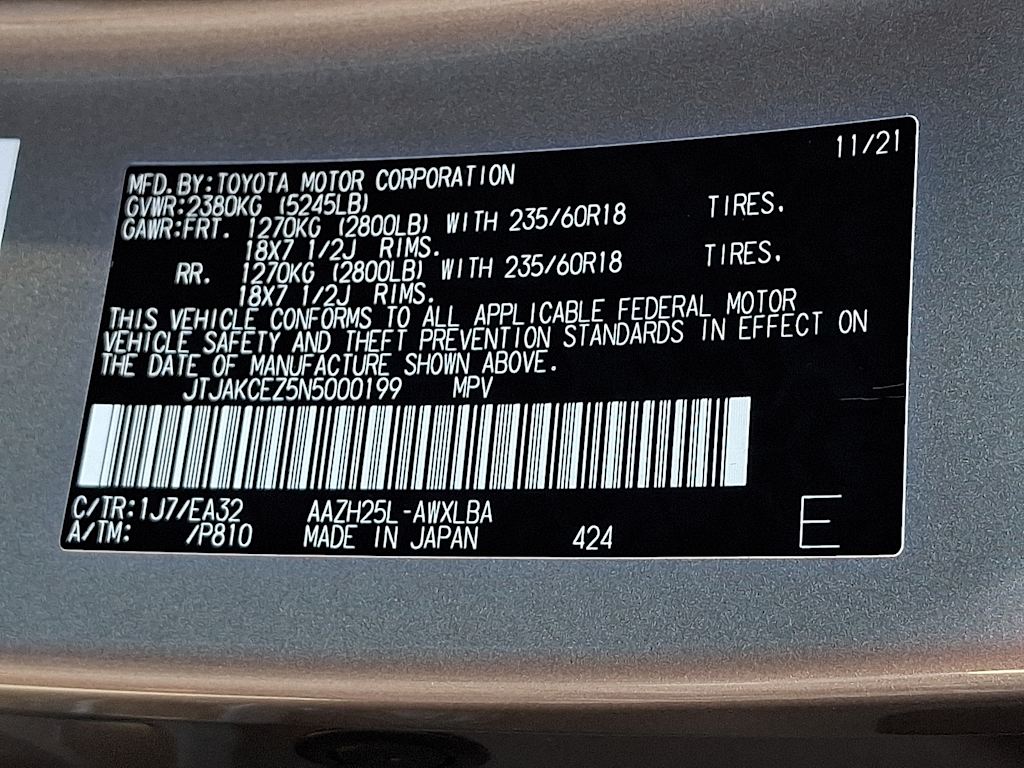 11/21
MFD.BY:TOYOTA MOTOR CORPORATION
GVWR:2380KG (5245LB)
GAWR:FRT. 1270KG (2800LB) WITH 235/60R18 TIRES.
18X7 1/2J RIMS.
RR. 1270KG (2800LB) WITH 235/60R18 TIRES.
18X7 1/2J RIMS.
THIS VEHICLE CONFORMS TO ALL APPLICABLE FEDERAL MOTOR
VEHICLE SAFETY AND THEFT PREVENTION STANDARDS IN EFFECT ON
THE DATE OF MANUFACTURE SHOWN ABOVE.
JTJAKCEZ5N5000199 MPV
C/TR:1J7/EA32 AAZH25L-AWXLBA
A/TM: /P810 MADE IN JAPAN 424 E